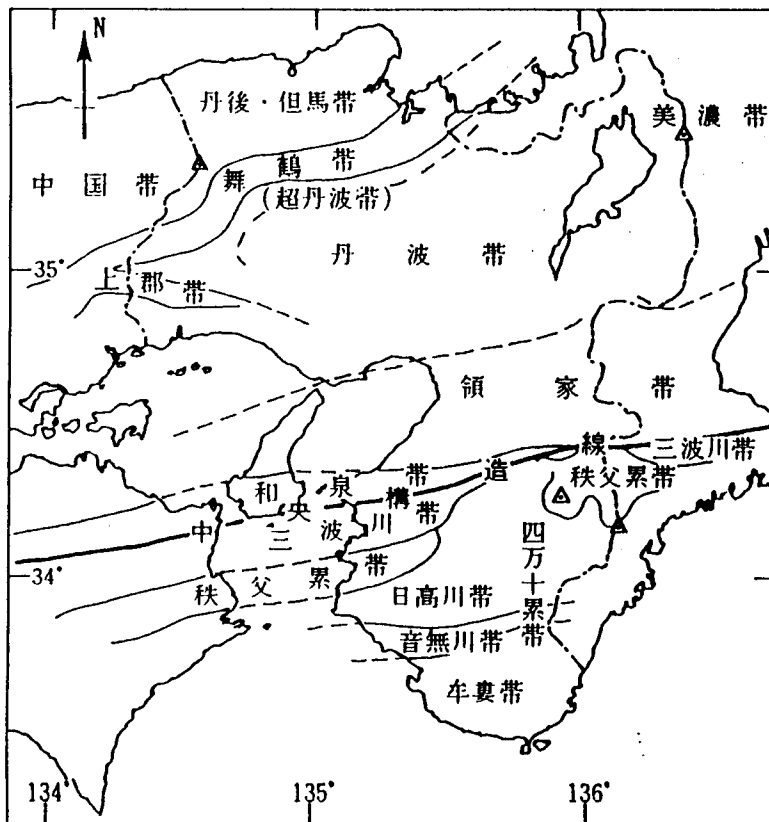 N
丹後・但馬帯
美濃帯
舞鶴帯
中国帯
(超丹波帯)
丹波帯
35°
上郡帯
領家帯
中央構造線
三波川帯
和泉帯
秩父累帯
三波川帯
34°
秩父累帯
四万十累帯
日高川帯
音無川帯
牟婁帯
134°
135°
136°